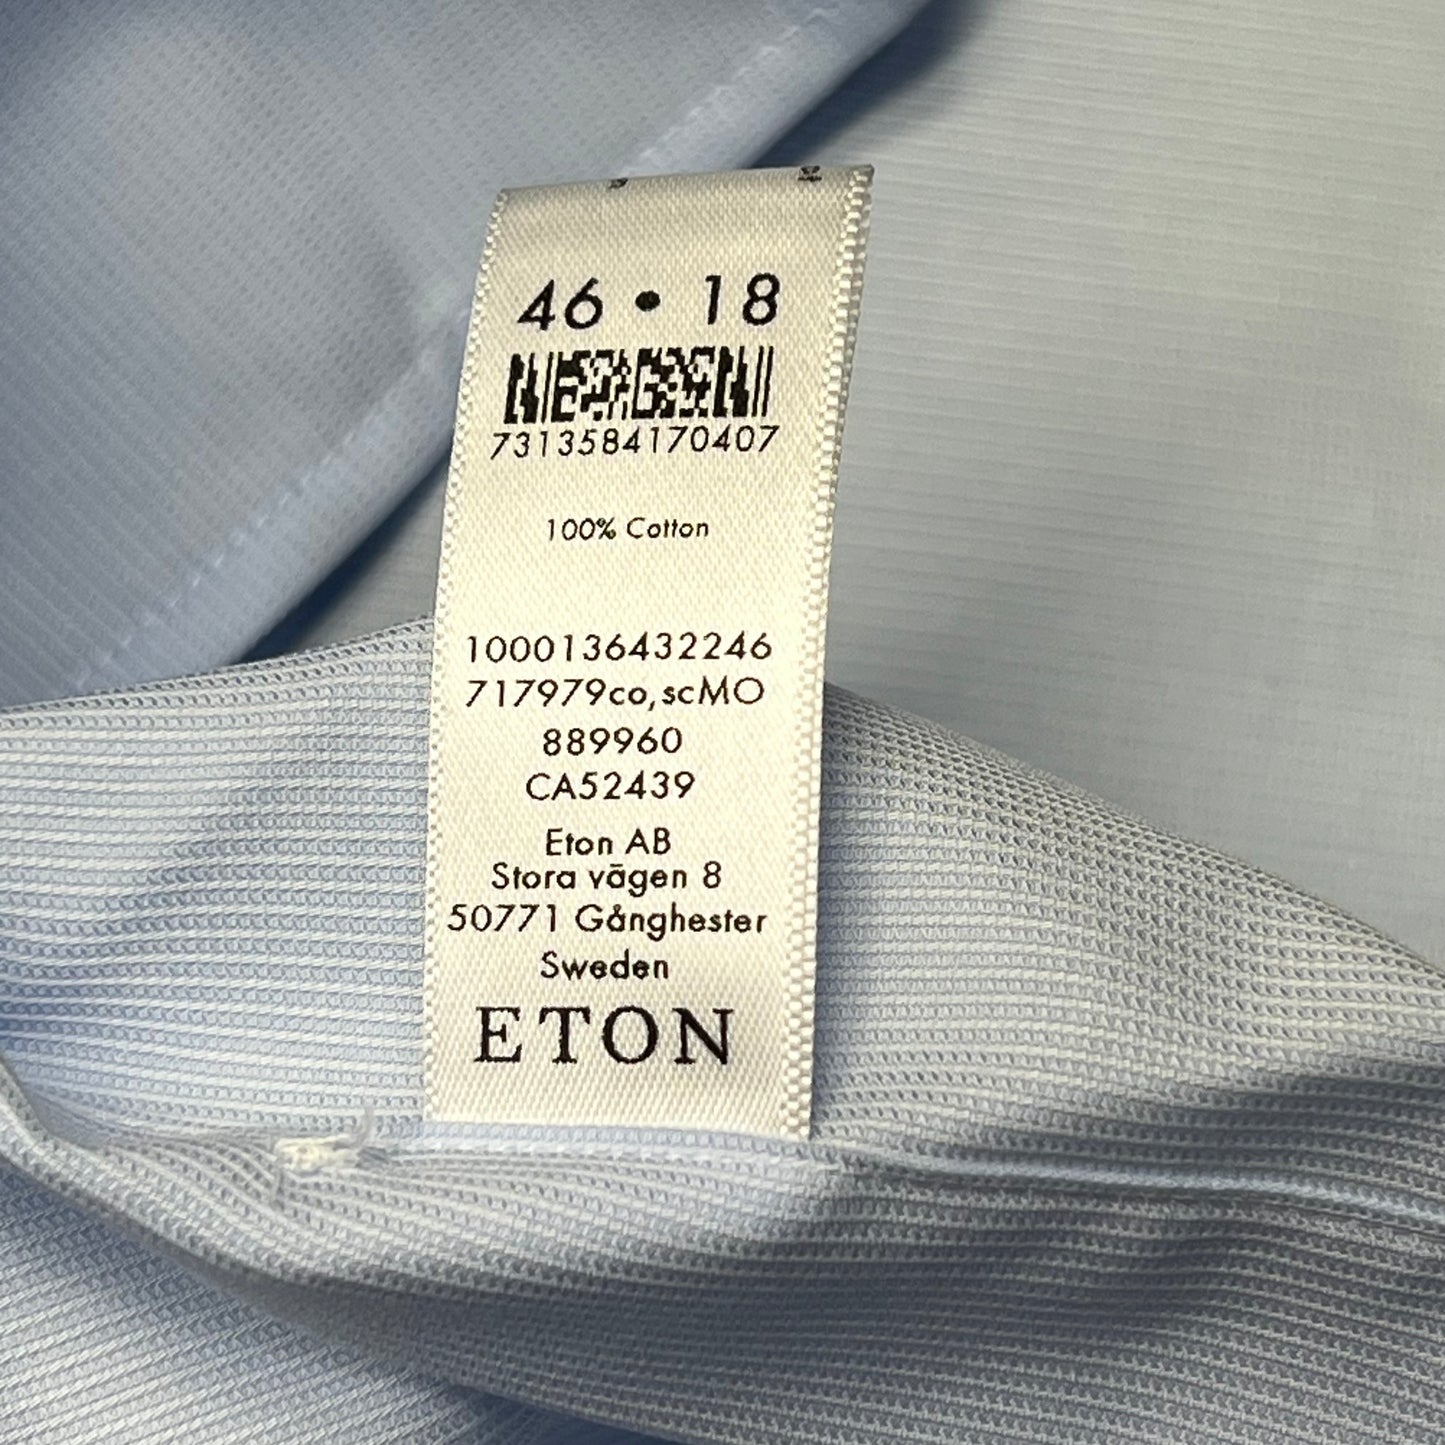 46 • 18
7313584170407
100% Cotton
1000136432246
717979co,scMO
889960
CA52439
Eton AB
Stora vägen 8
50771 Gånghester
Sweden
ETON